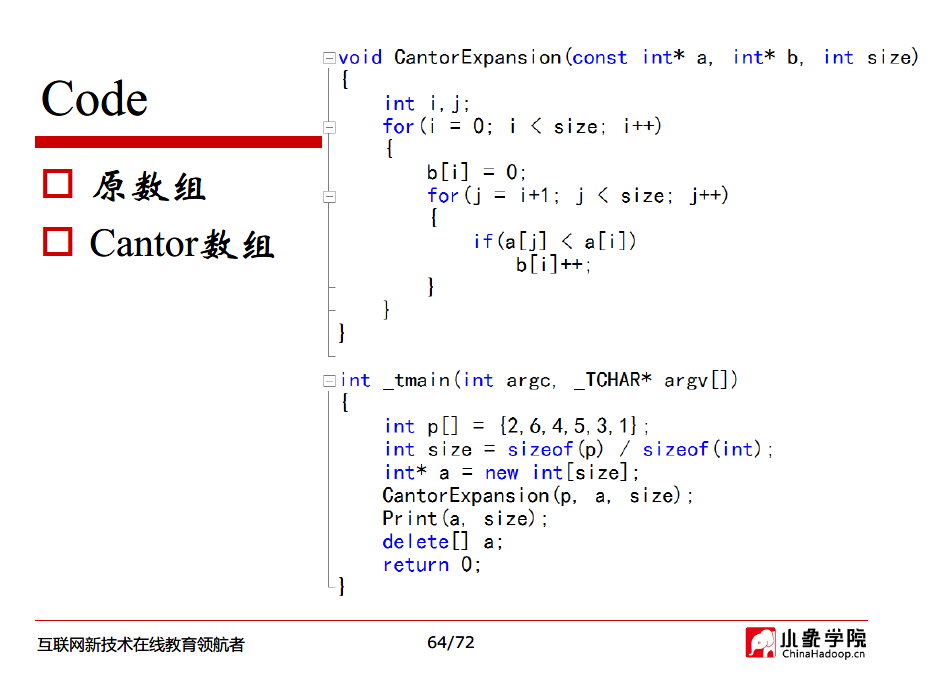 Code
原数组
Cantor数组
void CantorExpansion(const int* a, int* b, int size)
{
    int i,j;
    for(i = 0; i < size; i++)
    {
        b[i] = 0;
        for(j = i+1; j < size; j++)
        {
            if(a[j] < a[i])
                b[i]++;
        }
    }
}
int _tmain(int argc, _TCHAR* argv[])
{
    int p[] = {2,6,4,5,3,1};
    int size = sizeof(p) / sizeof(int);
    int* a = new int[size];
    CantorExpansion(p, a, size);
    Print(a, size);
    delete[] a;
    return 0;
}
互联网新技术在线教育领航者
64/72
小象学院
ChinaHadoop.cn